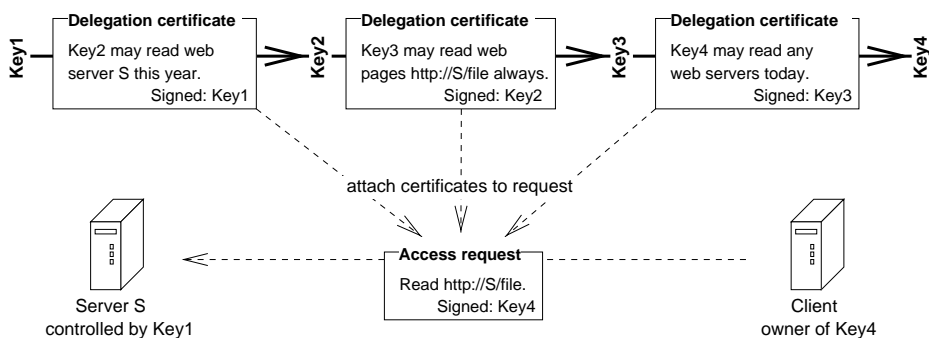 Delegation certificate
Key2 may read web
server S this year.
Signed: Key1
Delegation certificate
Key3 may read web
pages http://S/file always.
Signed: Key2
Delegation certificate
Key4 may read any
web servers today.
Signed: Key3
Key1
Key2
Key3
Key4
attach certificates to request
Access request
Read http://S/file.
Signed: Key4
Server S
controlled by Key1
Client
owner of Key4